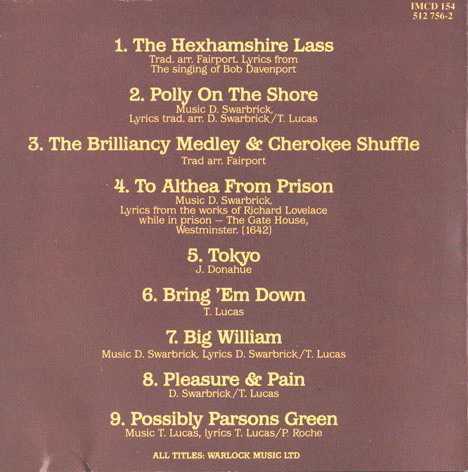 IMCD 154
512 756-2
1. The Hexhamshire Lass
Trad. arr. Fairport. Lyrics from
The singing of Bob Davenport
2. Polly On The Shore
Music D. Swarbrick.
Lyrics trad. arr. D. Swarbrick/T. Lucas
3. The Brilliancy Medley & Cherokee Shuffle
Trad arr. Fairport
4. To Althea From Prison
Music D. Swarbrick.
Lyrics from the works of Richard Lovelace
while in prison – The Gate House,
Westminster. (1642)
5. Tokyo
J. Donahue
6. Bring 'Em Down
T. Lucas
7. Big William
Music D. Swarbrick. Lyrics D. Swarbrick/T. Lucas
8. Pleasure & Pain
D. Swarbrick/T. Lucas
9. Possibly Parsons Green
Music T. Lucas, lyrics T. Lucas/P. Roche
ALL TITLES: WARLOCK MUSIC LTD